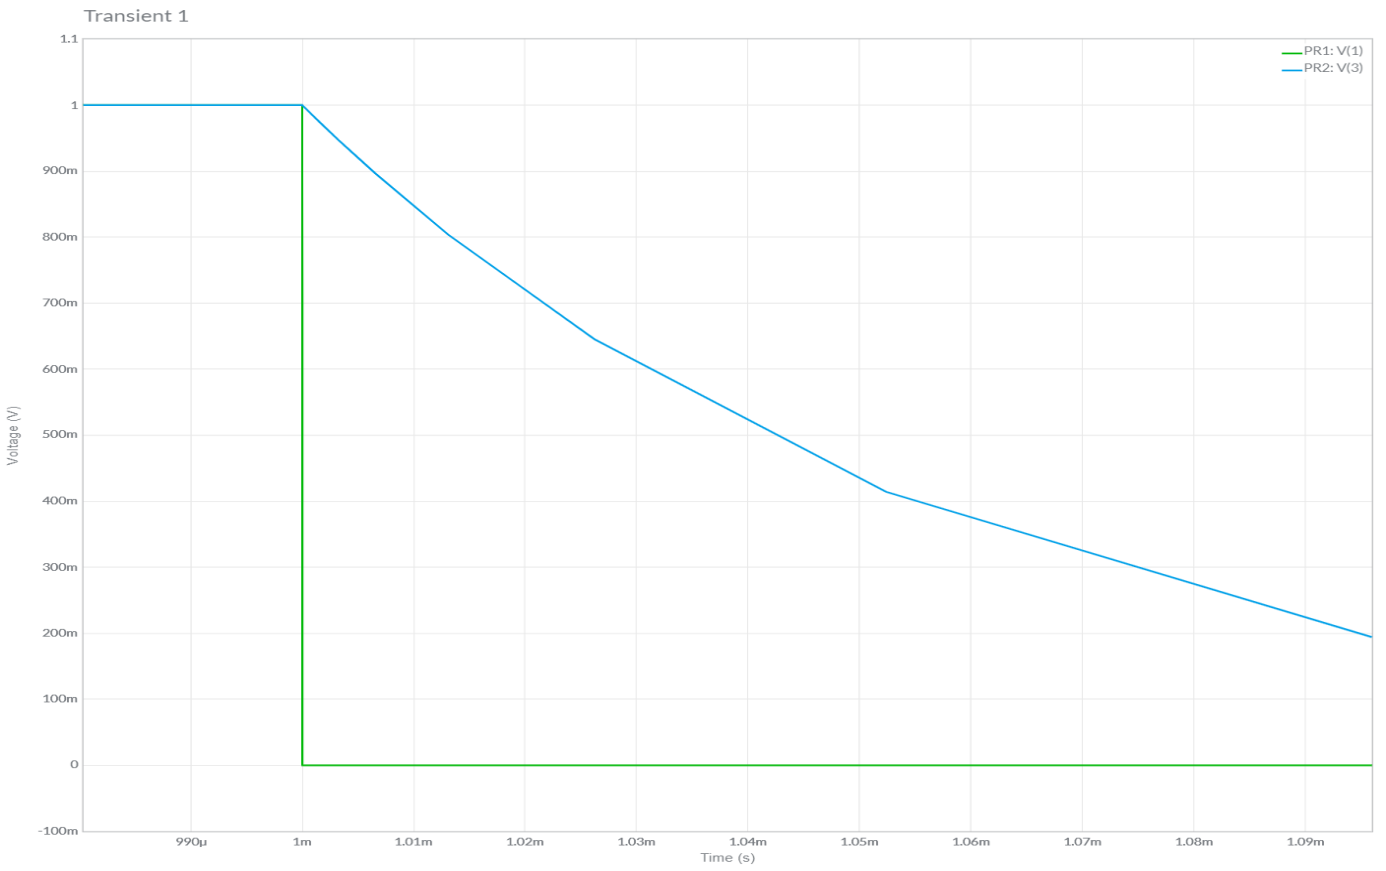 Transient 1
PR1: V(1)
PR2: V(3)
1.1
1
900m
800m
700m
600m
500m
400m
300m
200m
100m
0
-100m
Voltage (V)
990µ 1m 1.01m 1.02m 1.03m 1.04m 1.05m 1.06m 1.07m 1.08m 1.09m
Time (s)